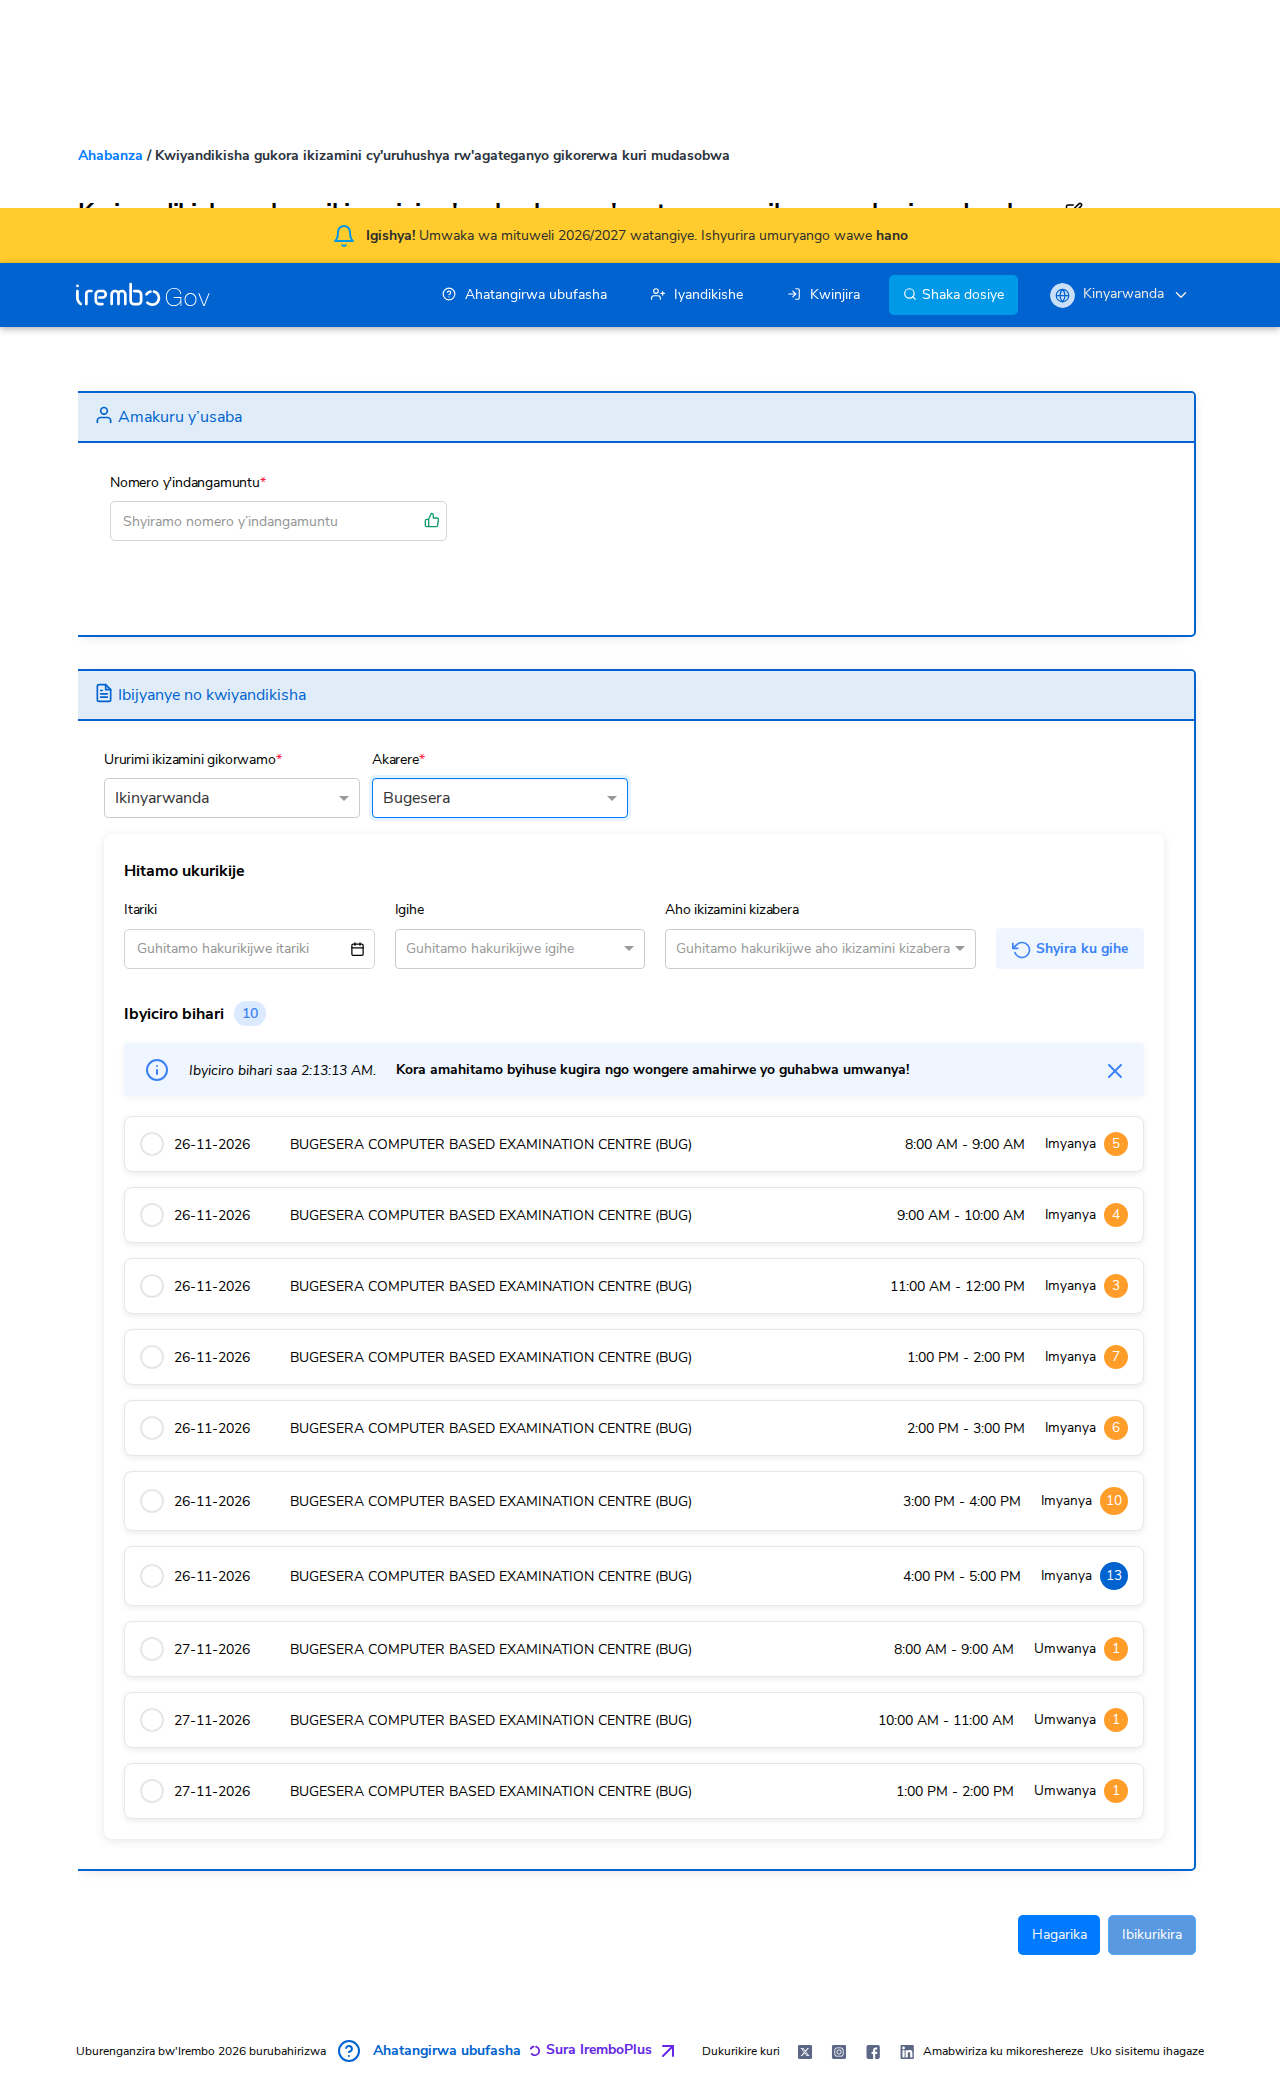 Ahabanza / Kwiyandikisha gukora ikizamini cy'uruhushya rw'agateganyo gikorerwa kuri mudasobwa
Igishya! Umwaka wa mituweli 2026/2027 watangiye. Ishyurira umuryango wawe hano
irembo Gov
Ahatangirwa ubufasha
Iyandikishe
Kwinjira
Shaka dosiye
Kinyarwanda
Amakuru y'usaba
Nomero y'indangamuntu*
Shyiramo nomero y'indangamuntu
Ibijyanye no kwiyandikisha
Ururimi ikizamini gikorwamo* Akarere*
Ikinyarwanda Bugesera
Hitamo ukurikije
Itariki Igihe Aho ikizamini kizabera
Guhitamo hakurikijwe itariki Guhitamo hakurikijwe igihe Guhitamo hakurikijwe aho ikizamini kizabera Shyira ku gihe
Ibyiciro bihari 10
Ibyiciro bihari saa 2:13:13 AM. Kora amahitamo byihuse kugira ngo wongere amahirwe yo guhabwa umwanya!
26-11-2026 BUGESERA COMPUTER BASED EXAMINATION CENTRE (BUG) 8:00 AM - 9:00 AM Imyanya 5
26-11-2026 BUGESERA COMPUTER BASED EXAMINATION CENTRE (BUG) 9:00 AM - 10:00 AM Imyanya 4
26-11-2026 BUGESERA COMPUTER BASED EXAMINATION CENTRE (BUG) 11:00 AM - 12:00 PM Imyanya 3
26-11-2026 BUGESERA COMPUTER BASED EXAMINATION CENTRE (BUG) 1:00 PM - 2:00 PM Imyanya 7
26-11-2026 BUGESERA COMPUTER BASED EXAMINATION CENTRE (BUG) 2:00 PM - 3:00 PM Imyanya 6
26-11-2026 BUGESERA COMPUTER BASED EXAMINATION CENTRE (BUG) 3:00 PM - 4:00 PM Imyanya 10
26-11-2026 BUGESERA COMPUTER BASED EXAMINATION CENTRE (BUG) 4:00 PM - 5:00 PM Imyanya 13
27-11-2026 BUGESERA COMPUTER BASED EXAMINATION CENTRE (BUG) 8:00 AM - 9:00 AM Umwanya 1
27-11-2026 BUGESERA COMPUTER BASED EXAMINATION CENTRE (BUG) 10:00 AM - 11:00 AM Umwanya 1
27-11-2026 BUGESERA COMPUTER BASED EXAMINATION CENTRE (BUG) 1:00 PM - 2:00 PM Umwanya 1
Hagarika Ibikurikira
Uburenganzira bw'Irembo 2026 burubahirizwa Ahatangirwa ubufasha Sura IremboPlus Dukurikire kuri Amabwiriza ku mikoreshereze Uko sisitemu ihagaze